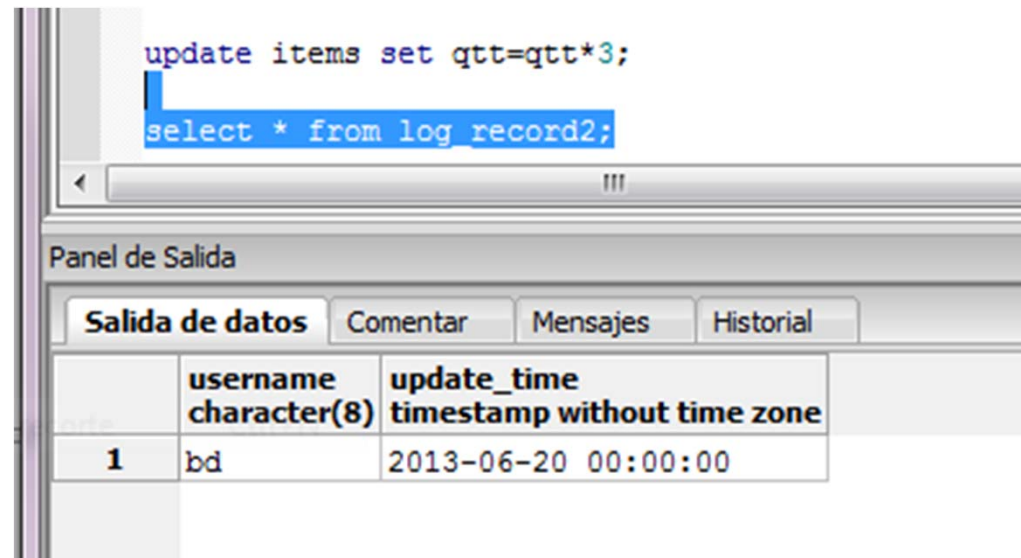 update items set qtt=qtt*3;
select * from log_record2;
Panel de Salida
Salida de datos Comentar Mensajes Historial
username update_time
character(8) timestamp without time zone
1 bd 2013-06-20 00:00:00